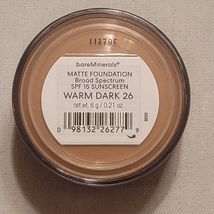 bareMinerals®
MATTE FOUNDATION
Broad Spectrum
SPF 15 SUNSCREEN
WARM DARK 26
net wt. 6 g / 0.21 oz.
0 98132 26277 9